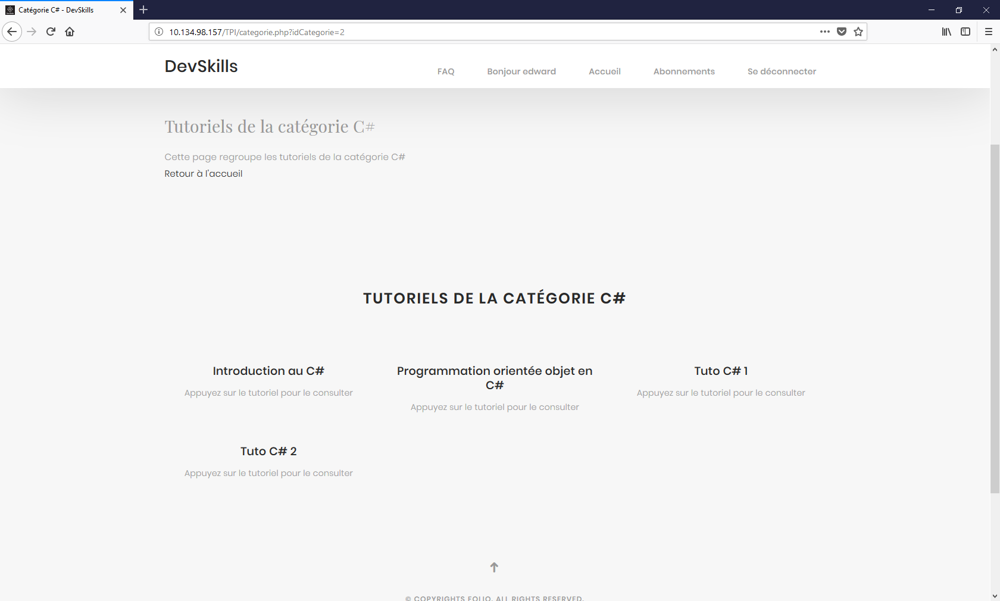 Catégorie C# - DevSkills
10.134.98.157/TPI/categorie.php?idCategorie=2
DevSkills
FAQ Bonjour edward Accueil Abonnements Se déconnecter
Tutoriels de la catégorie C#
Cette page regroupe les tutoriels de la catégorie C#
Retour à l'accueil
TUTORIELS DE LA CATÉGORIE C#
Introduction au C#
Appuyez sur le tutoriel pour le consulter
Programmation orientée objet en
C#
Appuyez sur le tutoriel pour le consulter
Tuto C# 1
Appuyez sur le tutoriel pour le consulter
Tuto C# 2
Appuyez sur le tutoriel pour le consulter
© COPYRIGHTS FOLIO. ALL RIGHTS RESERVED.